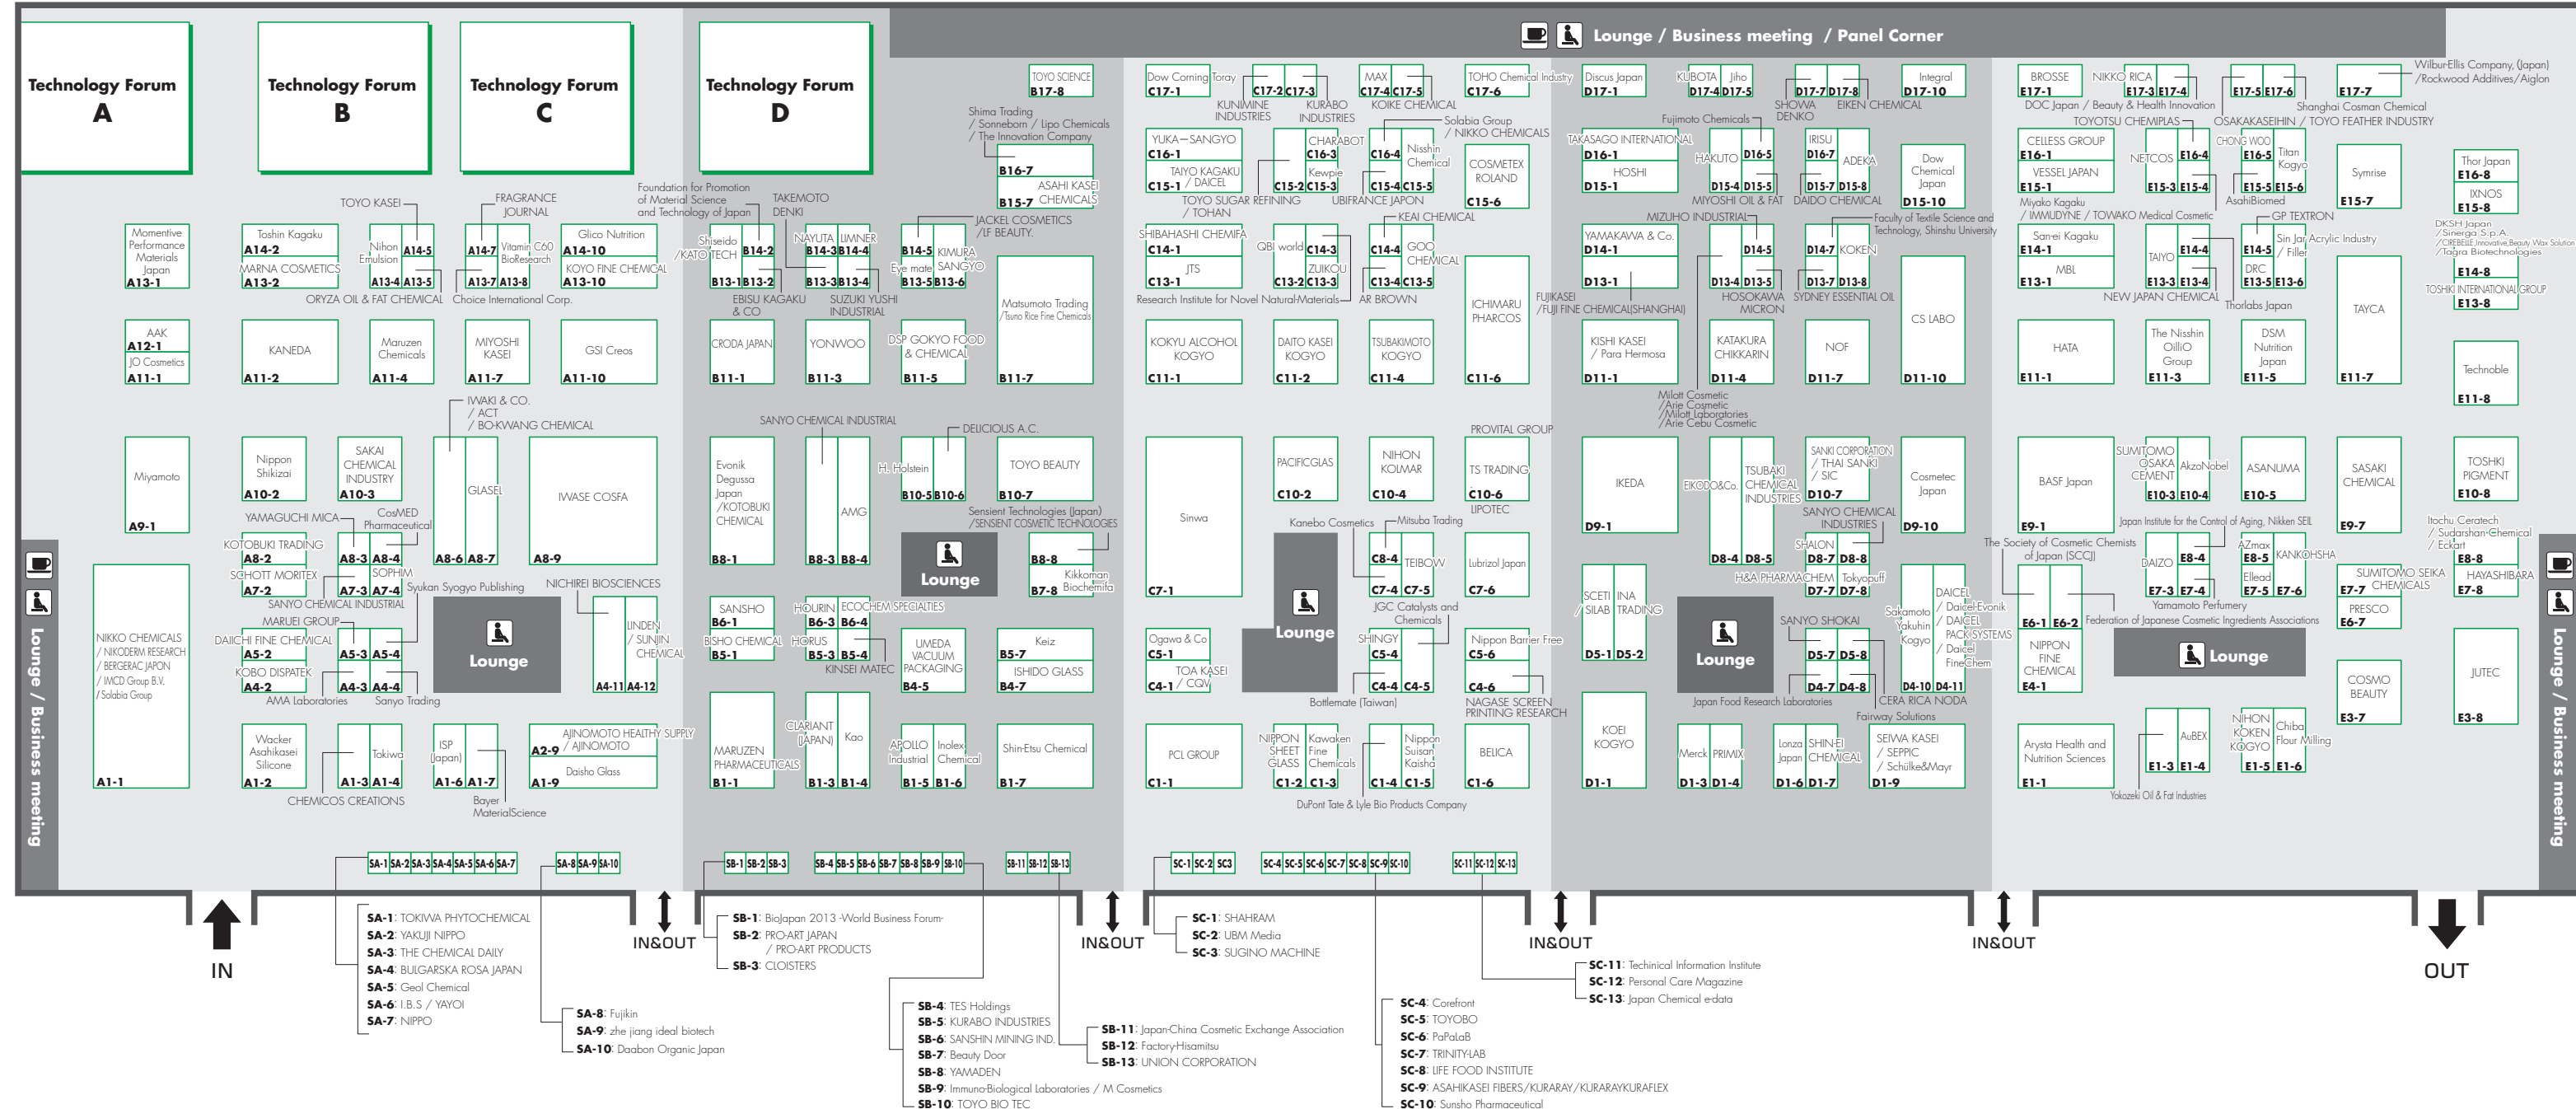 Lounge / Business meeting / Panel Corner
Technology Forum
A
Technology Forum
B
Technology Forum
C
Technology Forum
D
TOYO SCIENCE
B17-8
Shima Trading
/ Sonneborn / Lipo Chemicals
/ The Innovation Company
B16-7
ASAHI KASEI
CHEMICALS
B15-7
Dow Corning Toray
C17-1
C17-2
C17-3
KUNIMINE
INDUSTRIES
KURABO
INDUSTRIES
MAX
C17-4
C17-5
KOIKE CHEMICAL
TOHO Chemical Industry
C17-6
YUKA-SANGYO
C16-1
TAIYO KAGAKU
/ DAICEL
C15-1
CHARABOT
C16-3
Kewpie
C15-2
C15-3
TOYO SUGAR REFINING
/ TOHAN
Solabia Group
/ NIKKO CHEMICALS
C16-4
Nisshin
Chemical
C15-4
C15-5
UBIFRANCE JAPON
COSMETEX
ROLAND
C15-6
Discus Japan
D17-1
KUBOTA
D17-4
Jiho
D17-5
D17-7
D17-8
SHOWA
DENKO
EIKEN CHEMICAL
Integral
D17-10
TAKASAGO INTERNATIONAL
D16-1
HOSHI
D15-1
Fujimoto Chemicals
HAKUTO
D16-5
D15-4
D15-5
MIYOSHI OIL & FAT
IRISU
D16-7
ADEKA
D15-7
D15-8
DAIDO CHEMICAL
Dow
Chemical
Japan
D15-10
BROSSE
E17-1
NIKKO RICA
E17-3
E17-4
DOC Japan / Beauty & Health Innovation
E17-5
E17-6
Shanghai Cosman Chemical
OSAKAKASEIHIN / TOYO FEATHER INDUSTRY
E17-7
Wilbur-Ellis Company, (Japan)
/Rockwood Additives/Aiglon
CELLESS GROUP
E16-1
VESSEL JAPAN
E15-1
TOYOTSU CHEMIPLAS
NETCOS
E16-4
E15-3
E15-4
Miyako Kagaku
/ IMMUDYNE / TOWAKO Medical Cosmetic
CHONG WOO
E16-5
Titan
Kogyo
E15-5
E15-6
AsahiBiomed
Symrise
E15-7
Thor Japan
E16-8
IXNOS
E15-8
Momentive
Performance
Materials
Japan
A13-1
Toshin Kagaku
A14-2
MARNA COSMETICS
A13-2
TOYO KASEI
Nihon
Emulsion
A14-5
A13-4
A13-5
ORYZA OIL & FAT CHEMICAL
FRAGRANCE
JOURNAL
A14-7
Vitamin C60
BioResearch
A13-7
A13-8
Choice International Corp.
Glico Nutrition
A14-10
KOYO FINE CHEMICAL
A13-10
Foundation for Promotion
of Material Science
and Technology of Japan
Shiseido
/KATO TECH
B14-2
B13-1
B13-2
EBISU KAGAKU
& CO
TAKEMOTO
DENKI
NAYUTA
B14-3
LIMNER
B14-4
B13-3
B13-4
SUZUKI YUSHI
INDUSTRIAL
JACKEL COSMETICS
/LF BEAUTY.
B14-5
Eye mate
B13-5
KIMURA
SANGYO
B13-6
Matsumoto Trading
/Tsuno Rice Fine Chemicals
B11-7
SHIBAHASHI CHEMIFA
C14-1
JTS
C13-1
QBI world
C14-3
ZUIKOU
C13-2
C13-3
Research Institute for Novel Natural-Materials
KEAI CHEMICAL
C14-4
GOO
CHEMICAL
C13-4
C13-5
AR BROWN
ICHIMARU
PHARCOS
C11-6
YAMAKAWA & Co.
D14-1
D13-1
FUJIKASEI
/FUJI FINE CHEMICAL(SHANGHAI)
MIZUHO INDUSTRIAL
D14-5
D13-4
D13-5
HOSOKAWA
MICRON
Faculty of Textile Science and
Technology, Shinshu University
D14-7
KOKEN
D13-7
D13-8
SYDNEY ESSENTIAL OIL
CS LABO
D11-10
San-ei Kagaku
E14-1
MBL
E13-1
TAIYO
E14-4
E13-3
E13-4
NEW JAPAN CHEMICAL
Thorlabs Japan
GP TEXTRON
E14-5
Sin Jar Acrylic Industry
/ Filler
DRC
E13-5
E13-6
TAYCA
E11-7
DKSH Japan
/Sinerga S.p.A.
/CIREBELLE,Innovative,Beauty Wax Solution
/Tagra Biotechnologies
E14-8
TOSHIKI INTERNATIONAL GROUP
E13-8
AAK
A12-1
JO Cosmetics
A11-1
KANEDA
A11-2
Maruzen
Chemicals
A11-4
MIYOSHI
KASEI
A11-7
GSI Creos
A11-10
CRODA JAPAN
B11-1
YONWOO
B11-3
DSP GOKYO FOOD
& CHEMICAL
B11-5
KOKYU ALCOHOL
KOGYO
C11-1
DAITO KASEI
KOGYO
C11-2
TSUBAKIMOTO
KOGYO
C11-4
KISHI KASEI
/ Para Hermosa
D11-1
KATAKURA
CHIKKARIN
D11-4
NOF
D11-7
Milott Cosmetic
/Arie Cosmetic
/Milott Laboratories
/Arie Cebu Cosmetic
HATA
E11-1
The Nisshin
OilliO
Group
E11-3
DSM
Nutrition
Japan
E11-5
Technoble
E11-8
Miyamoto
A9-1
Nippon
Shikizai
A10-2
SAKAI
CHEMICAL
INDUSTRY
A10-3
IWAKI & CO.
/ ACT
/ BO-KWANG CHEMICAL
A8-6
GLASEL
A8-7
IWASE COSFA
A8-9
YAMAGUCHI MICA
CosMED
Pharmaceutical
KOTOBUKI TRADING
A8-2
A8-3
A8-4
SCHOTT MORITEX
A7-2
A7-3
SOPHIM
A7-4
SANYO CHEMICAL INDUSTRIAL
Evonik
Degussa
Japan
/KOTOBUKI
CHEMICAL
B8-1
SANYO CHEMICAL INDUSTRIAL
B8-3
AMG
B8-4
DELICIOUS A.C.
H. Holstein
B10-5
B10-6
TOYO BEAUTY
B10-7
Sensient Technologies (Japan)
/SENSIENT COSMETIC TECHNOLOGIES
Lounge
B8-8
Kikkoman
Biochemifa
B7-8
Sinwa
C7-1
PACIFICGLAS
C10-2
NIHON
KOLMAR
C10-4
PROVITAL GROUP
TS TRADING
C10-6
LIPOTEC
Kanebo Cosmetics
Mitsuba Trading
C8-4
TEIBOW
C7-4
C7-5
Lubrizol Japan
C7-6
Lounge
IKEDA
D9-1
EIKODO&Co.
D8-4
TSUBAKI
CHEMICAL
INDUSTRIES
D8-5
SANKI CORPORATION
/ THAI SANKI
/ SIC
D10-7
SANYO CHEMICAL
INDUSTRIES
SHALON
D8-7
D8-8
H&A PHARMACHEM
D7-7
Tokyopuff
D7-8
Cosmetec
Japan
D9-10
BASF Japan
E9-1
SUMITOMO
OSAKA
CEMENT
E10-3
AkzoNobel
E10-4
ASANUMA
E10-5
SASAKI
CHEMICAL
E9-7
TOSHKI
PIGMENT
E10-8
The Society of Cosmetic Chemists
of Japan (SCCJ)
Japan Institute for the Control of Aging, Nikken SEIL
DAIZO
E8-4
E7-3
E7-4
Yamamoto Perfumery
AZmax
E8-5
KANKOHSHA
Ellead
E7-5
E7-6
SUMITOMO SEIKA
CHEMICALS
E7-7
PRESCO
E6-7
Itochu Ceratech
/ Sudarshan-Chemical
/ Eckart
E8-8
HAYASHIBARA
E7-8
NIKKO CHEMICALS
/ NIKODERM RESEARCH
/ BERGERAC JAPON
/ IMCD Group B.V.
/ Solabia Group
A1-1
MARUEI GROUP
Syukan Syogyo Publishing
DAIICHI FINE CHEMICAL
A5-2
A5-3
A5-4
KOBO DISPATEK
A4-2
A4-3
A4-4
AMA Laboratories
Sanyo Trading
Lounge
NICHIREI BIOSCIENCES
A4-11
LINDEN
/ SUNJIN
CHEMICAL
A4-12
SANSHO
B6-1
BISHO CHEMICAL
B5-1
HOURIN
B6-3
ECOCHEM SPECIALTIES
B6-4
HORUS
B5-3
B5-4
KINSEI MATEC
UMEDA
VACUUM
PACKAGING
B4-5
Keiz
B5-7
ISHIDO GLASS
B4-7
Ogawa & Co
C5-1
TOA KASEI
/ CQV
C4-1
JGC Catalysts and
Chemicals
SHINGY
C5-4
C4-4
C4-5
Bottlemate (Taiwan)
Nippon Barrier Free
C5-6
C4-6
NAGASE SCREEN
PRINTING RESEARCH
SCETI
/ SILAB
D5-1
INA
TRADING
D5-2
Lounge
SANYO SHOKAI
D5-7
D5-8
D4-7
D4-8
Japan Food Research Laboratories
CERA RICA NODA
Fairway Solutions
Sakamoto
Yakuhin
Kogyo
D4-10
DAICEL
/ Daicel-Evonik
/ DAICEL
PACK SYSTEMS
/ Daicel
FineChem
D4-11
E6-1
E6-2
Federation of Japanese Cosmetic Ingredients Associations
NIPPON
FINE
CHEMICAL
E4-1
Lounge
COSMO
BEAUTY
E3-7
JUTEC
E3-8
Wacker
Asahikasei
Silicone
A1-2
A1-3
Tokiwa
A1-4
CHEMICOS CREATIONS
ISP
(Japan)
A1-6
A1-7
Bayer
MaterialScience
AJINOMOTO HEALTHY SUPPLY
/ AJINOMOTO
A2-9
Daisho Glass
A1-9
MARUZEN
PHARMACEUTICALS
B1-1
CLARIANT
(JAPAN)
B1-3
Kao
B1-4
APOLLO
Industrial
B1-5
Inolex
Chemical
B1-6
Shin-Etsu Chemical
B1-7
PCL GROUP
C1-1
NIPPON
SHEET
GLASS
C1-2
Kawaken
Fine
Chemicals
C1-3
C1-4
Nippon
Suisan
Kaisha
C1-5
DuPont Tate & Lyle Bio Products Company
BELICA
C1-6
KOEI
KOGYO
D1-1
Merck
D1-3
PRIMIX
D1-4
Lonza
Japan
D1-6
SHIN-EI
CHEMICAL
D1-7
SEIWA KASEI
/ SEPPIC
/ Schülke&Mayr
D1-9
Arysta Health and
Nutrition Sciences
E1-1
E1-3
AuBEX
E1-4
Yokozeki Oil & Fat Industries
NIHON
KOKEN
KOGYO
E1-5
Chiba
Flour Milling
E1-6
Lounge / Business meeting
Lounge / Business meeting
SA-1 SA-2 SA-3 SA-4 SA-5 SA-6 SA-7
SA-8 SA-9 SA-10
SB-1 SB-2 SB-3
SB-4 SB-5 SB-6 SB-7 SB-8 SB-9 SB-10
SB-11 SB-12 SB-13
SC-1 SC-2 SC3
SC-4 SC-5 SC-6 SC-7 SC-8 SC-9 SC-10
SC-11 SC-12 SC-13
IN
IN&OUT
IN&OUT
IN&OUT
IN&OUT
OUT
SA-1: TOKIWA PHYTOCHEMICAL
SA-2: YAKUJI NIPPO
SA-3: THE CHEMICAL DAILY
SA-4: BULGARSKA ROSA JAPAN
SA-5: Geol Chemical
SA-6: I.B.S / YAYOI
SA-7: NIPPO
SA-8: Fujikin
SA-9: zhe jiang ideal biotech
SA-10: Daabon Organic Japan
SB-1: BioJapan 2013 -World Business Forum-
SB-2: PRO-ART JAPAN
/ PRO-ART PRODUCTS
SB-3: CLOISTERS
SB-4: TES Holdings
SB-5: KURABO INDUSTRIES
SB-6: SANSHIN MINING IND.
SB-7: Beauty Door
SB-8: YAMADEN
SB-9: Immuno-Biological Laboratories / M Cosmetics
SB-10: TOYO BIO TEC
SB-11: Japan-China Cosmetic Exchange Association
SB-12: Factory-Hisamitsu
SB-13: UNION CORPORATION
SC-1: SHAHRAM
SC-2: UBM Media
SC-3: SUGINO MACHINE
SC-4: Corefront
SC-5: TOYOBO
SC-6: PaPaLaB
SC-7: TRINITY-LAB
SC-8: LIFE FOOD INSTITUTE
SC-9: ASAHIKASEI FIBERS/KURARAY/KURARAYKURAFLEX
SC-10: Sunsho Pharmaceutical
SC-11: Techinical Information Institute
SC-12: Personal Care Magazine
SC-13: Japan Chemical e-data